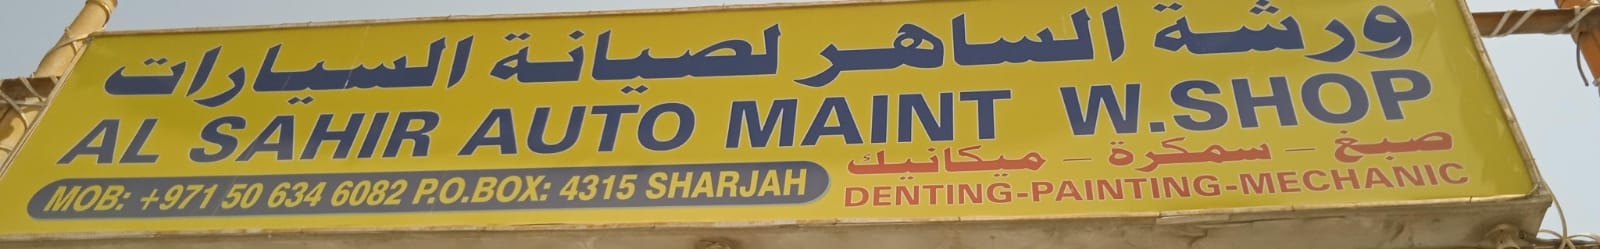 ورشة الساهر لصيانة السيارات
AL SAHIR AUTO MAINT W.SHOP
صبغ - سمكرة - ميكانيك
MOB: +971 50 634 6082 P.O.BOX: 4315 SHARJAH
DENTING-PAINTING-MECHANIC